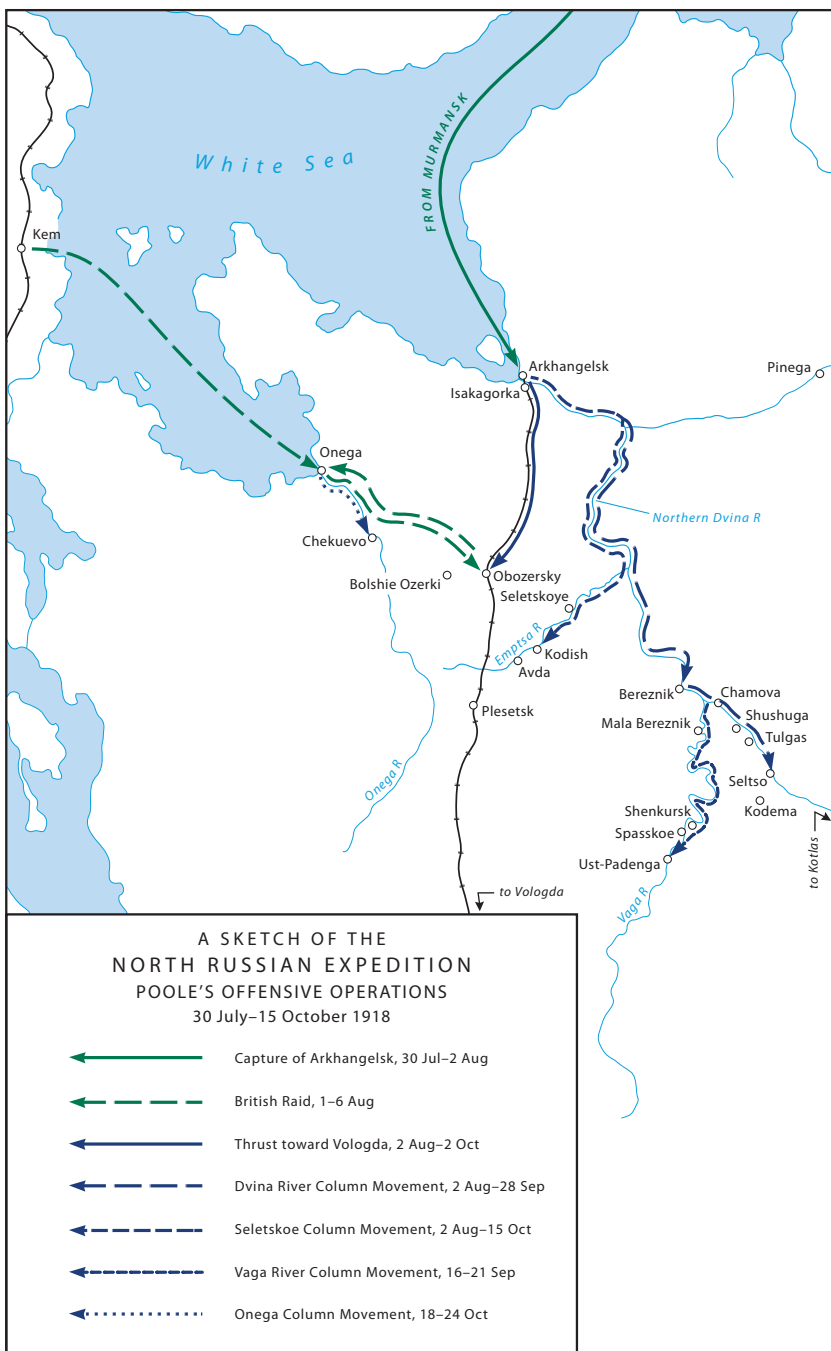 White Sea
FROM MURMANSK
Kem
Arkhangelsk
Isakagorka
Pinega
Onega
Northern Dvina R
Chekuevo
Bolshie Ozerki
Obozersky
Seletskoye
Emptsa R
Kodish
Avda
Bereznik
Chamova
Plesetsk
Mala Bereznik
Shushuga
Tulgas
Onega R
Seltso
Kodema
Shenkursk
Spasskoe
Ust-Padenga
to Kotlas
to Vologda
Vaga R
A SKETCH OF THE
NORTH RUSSIAN EXPEDITION
POOLE'S OFFENSIVE OPERATIONS
30 July–15 October 1918
Capture of Arkhangelsk, 30 Jul–2 Aug
British Raid, 1–6 Aug
Thrust toward Vologda, 2 Aug–2 Oct
Dvina River Column Movement, 2 Aug–28 Sep
Seletskoe Column Movement, 2 Aug–15 Oct
Vaga River Column Movement, 16–21 Sep
Onega Column Movement, 18–24 Oct